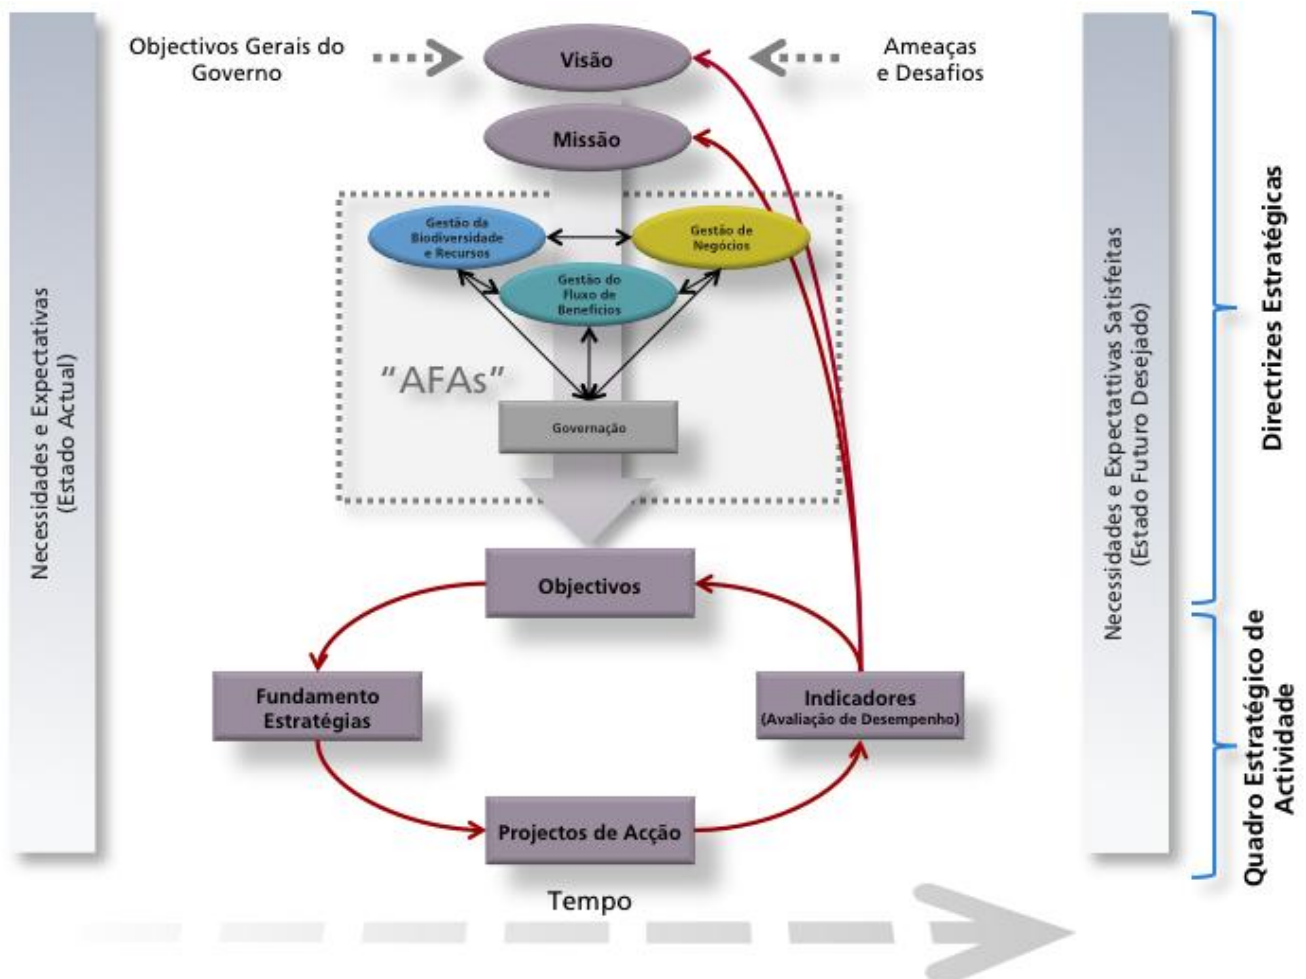 Objectivos Gerais do
Governo
Visão
Ameaças
e Desafios
Missão
Gestão da
Biodiversidade
e Recursos
Gestão de
Negócios
Gestão do
Fluxo de
Benefícios
"AFAs"
Governação
Necessidades e Expectativas
(Estado Actual)
Necessidades e Expectattivas Satisfeitas
(Estado Futuro Desejado)
Directrizes Estratégicas
Objectivos
Fundamento
Estratégias
Indicadores
(Avaliação de Desempenho)
Projectos de Acção
Quadro Estratégico de
Actividade
Tempo